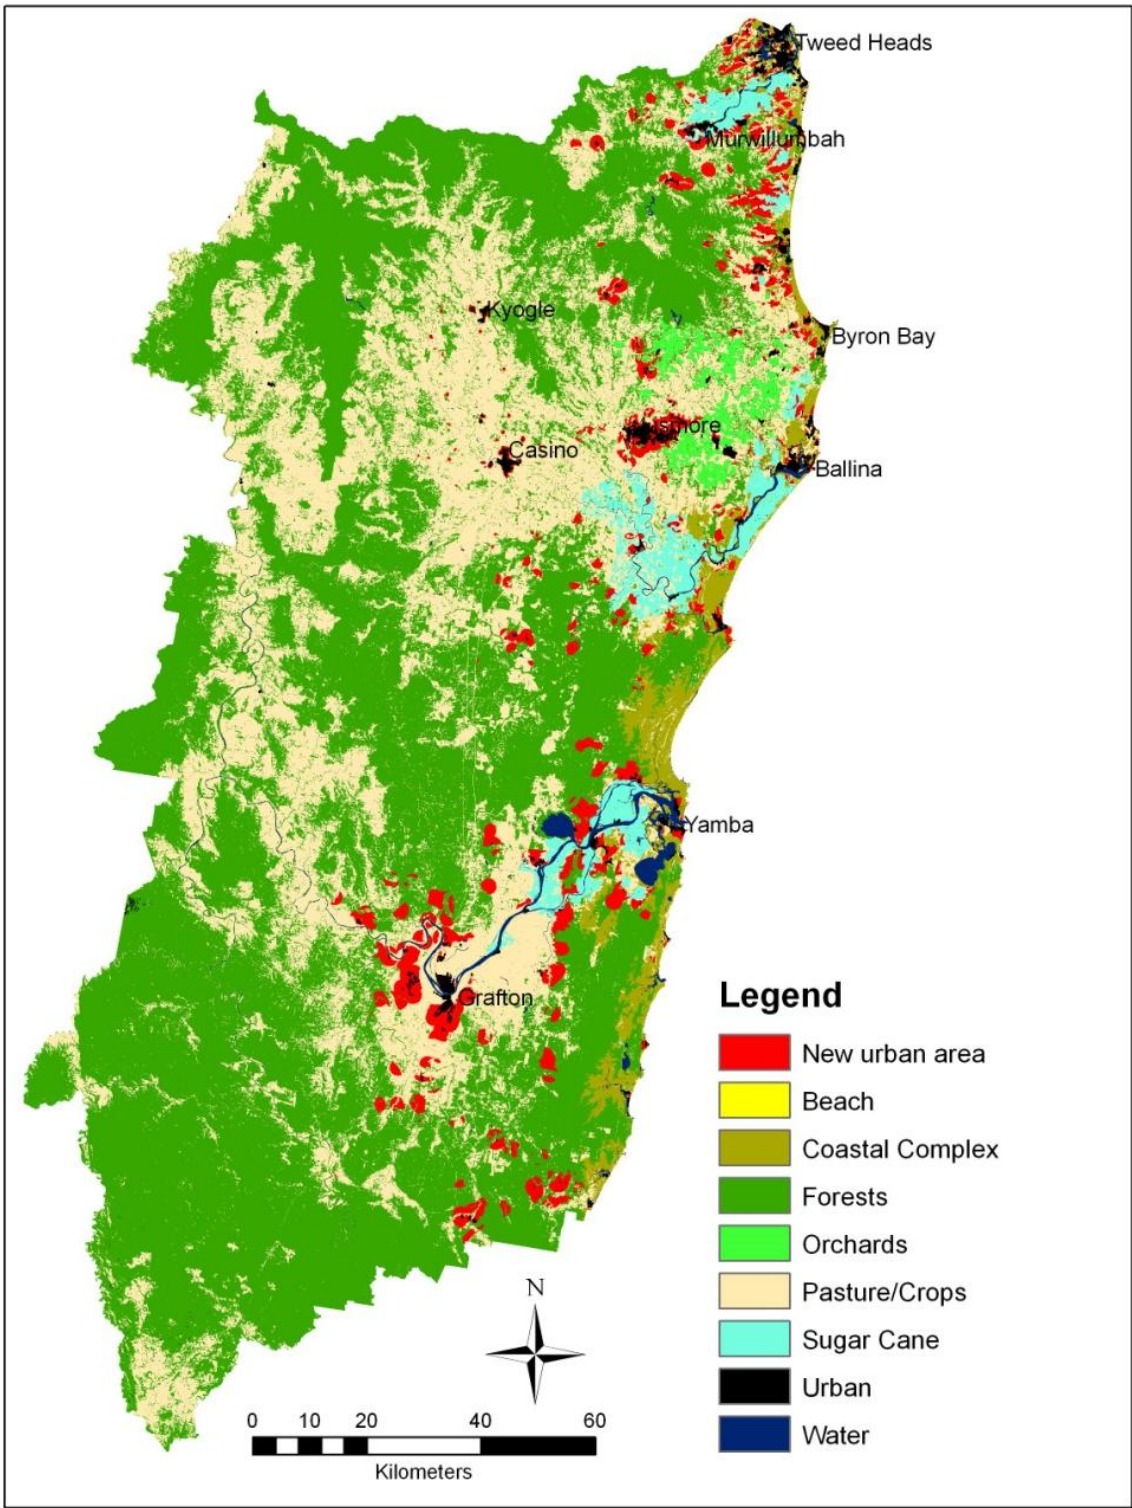 Tweed Heads
Murwillumbah
Kyogle
Byron Bay
Lismore
Casino
Ballina
Yamba
Grafton
Legend
New urban area
Beach
Coastal Complex
Forests
Orchards
Pasture/Crops
Sugar Cane
Urban
Water
N
0 10 20 40 60
Kilometers